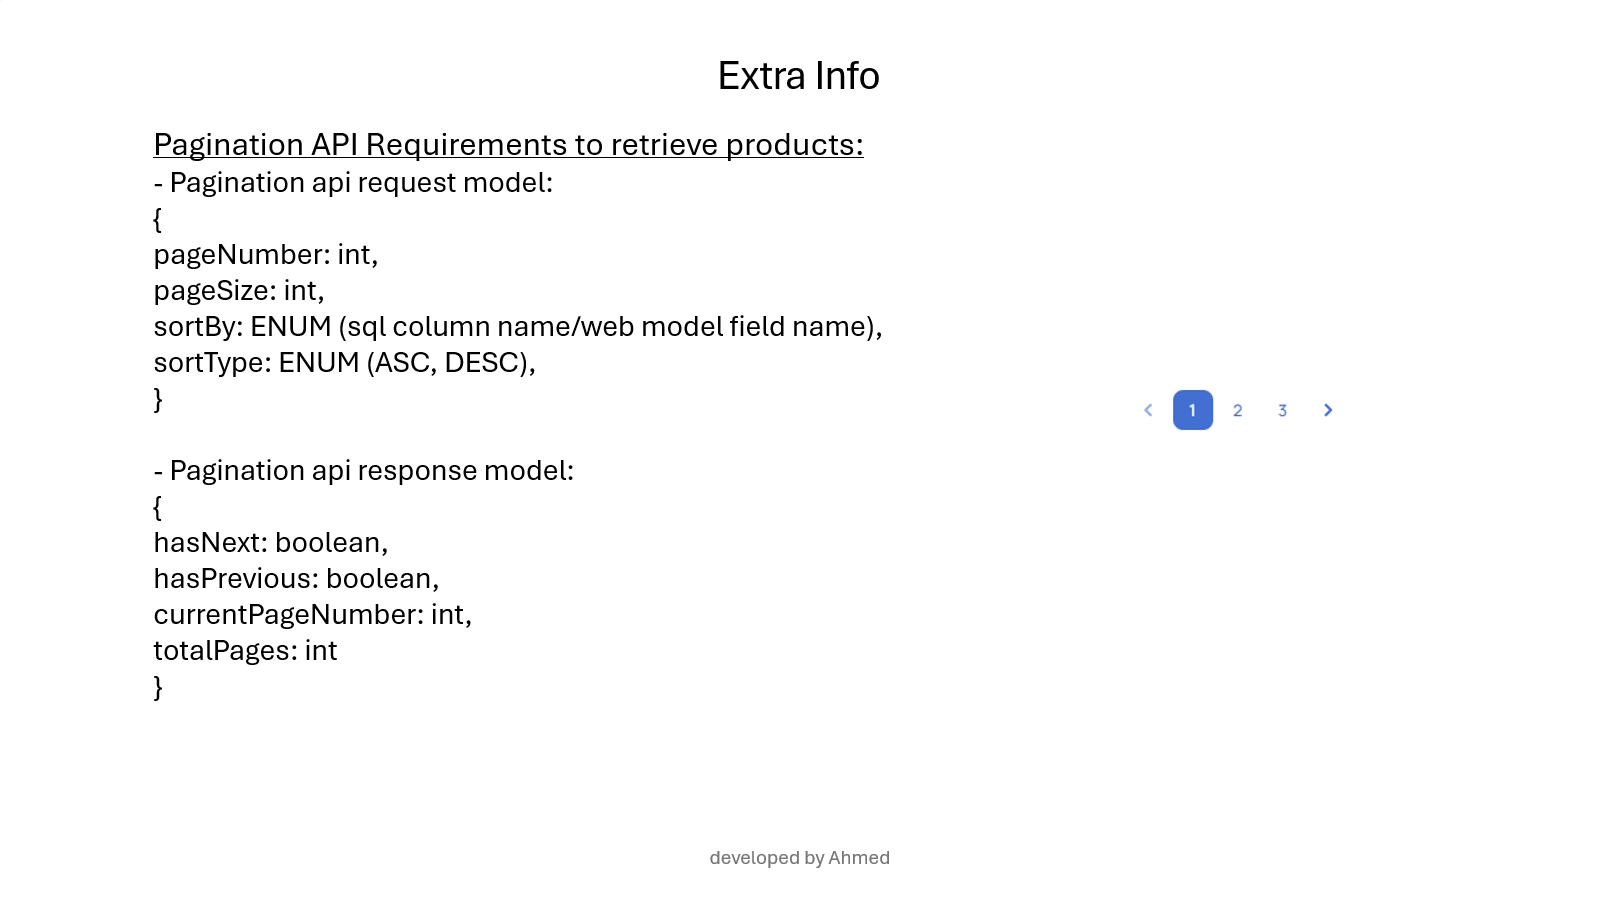 Extra Info
Pagination API Requirements to retrieve products:
- Pagination api request model:
{
pageNumber: int,
pageSize: int,
sortBy: ENUM (sql column name/web model field name),
sortType: ENUM (ASC, DESC),
}
< 1 2 3 >
- Pagination api response model:
{
hasNext: boolean,
hasPrevious: boolean,
currentPageNumber: int,
totalPages: int
}
developed by Ahmed